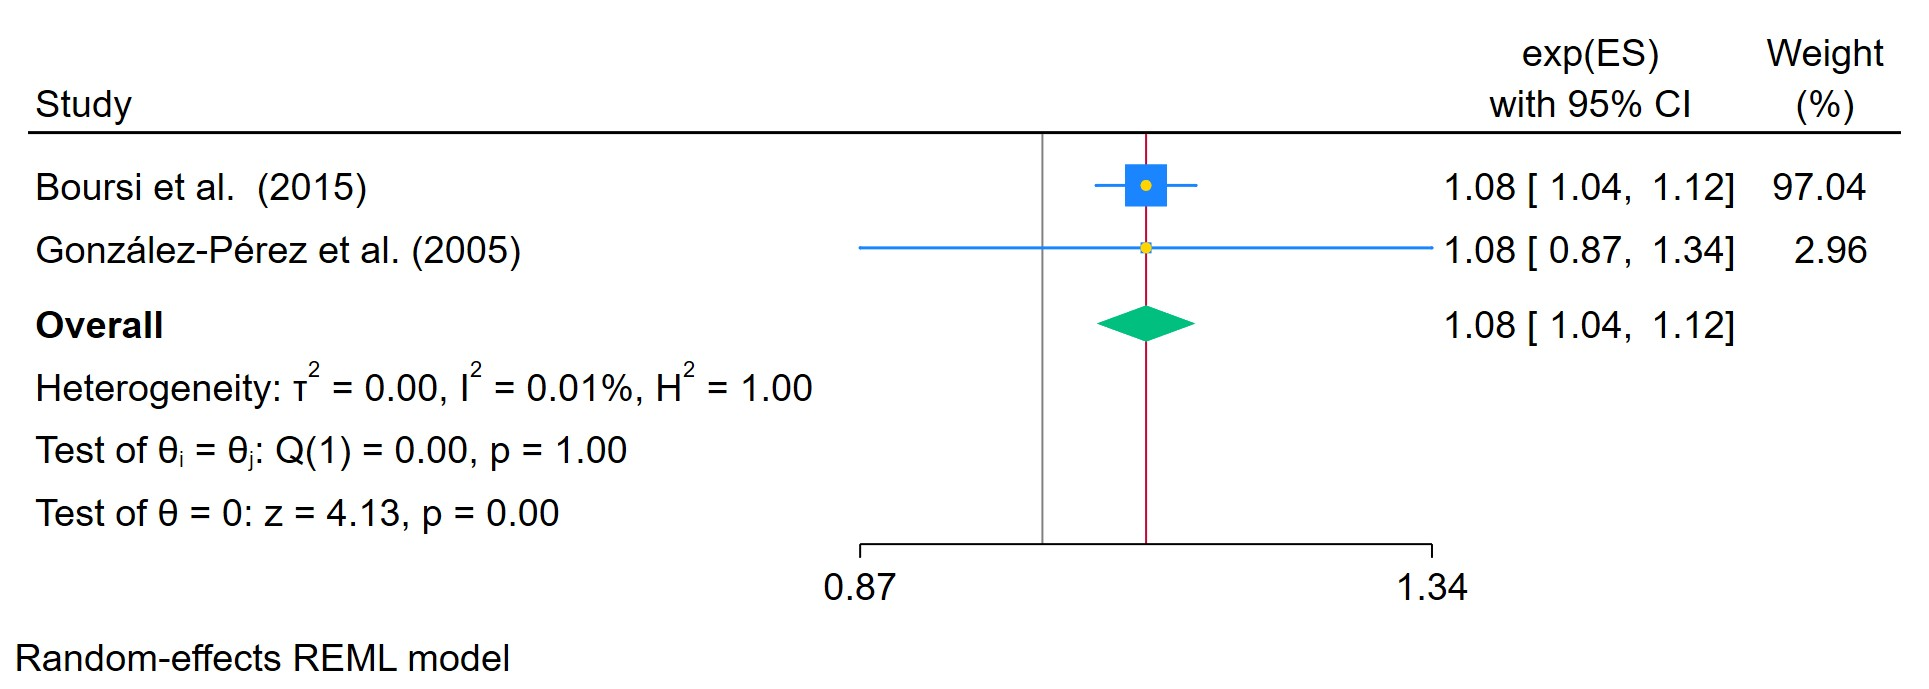 exp(ES) Weight
Study with 95% CI (%)
Boursi et al. (2015) 1.08 [ 1.04, 1.12] 97.04
González-Pérez et al. (2005) 1.08 [ 0.87, 1.34] 2.96
Overall 1.08 [ 1.04, 1.12]
Heterogeneity: τ² = 0.00, I² = 0.01%, H² = 1.00
Test of θᵢ = θⱼ: Q(1) = 0.00, p = 1.00
Test of θ = 0: z = 4.13, p = 0.00
0.87 1.34
Random-effects REML model